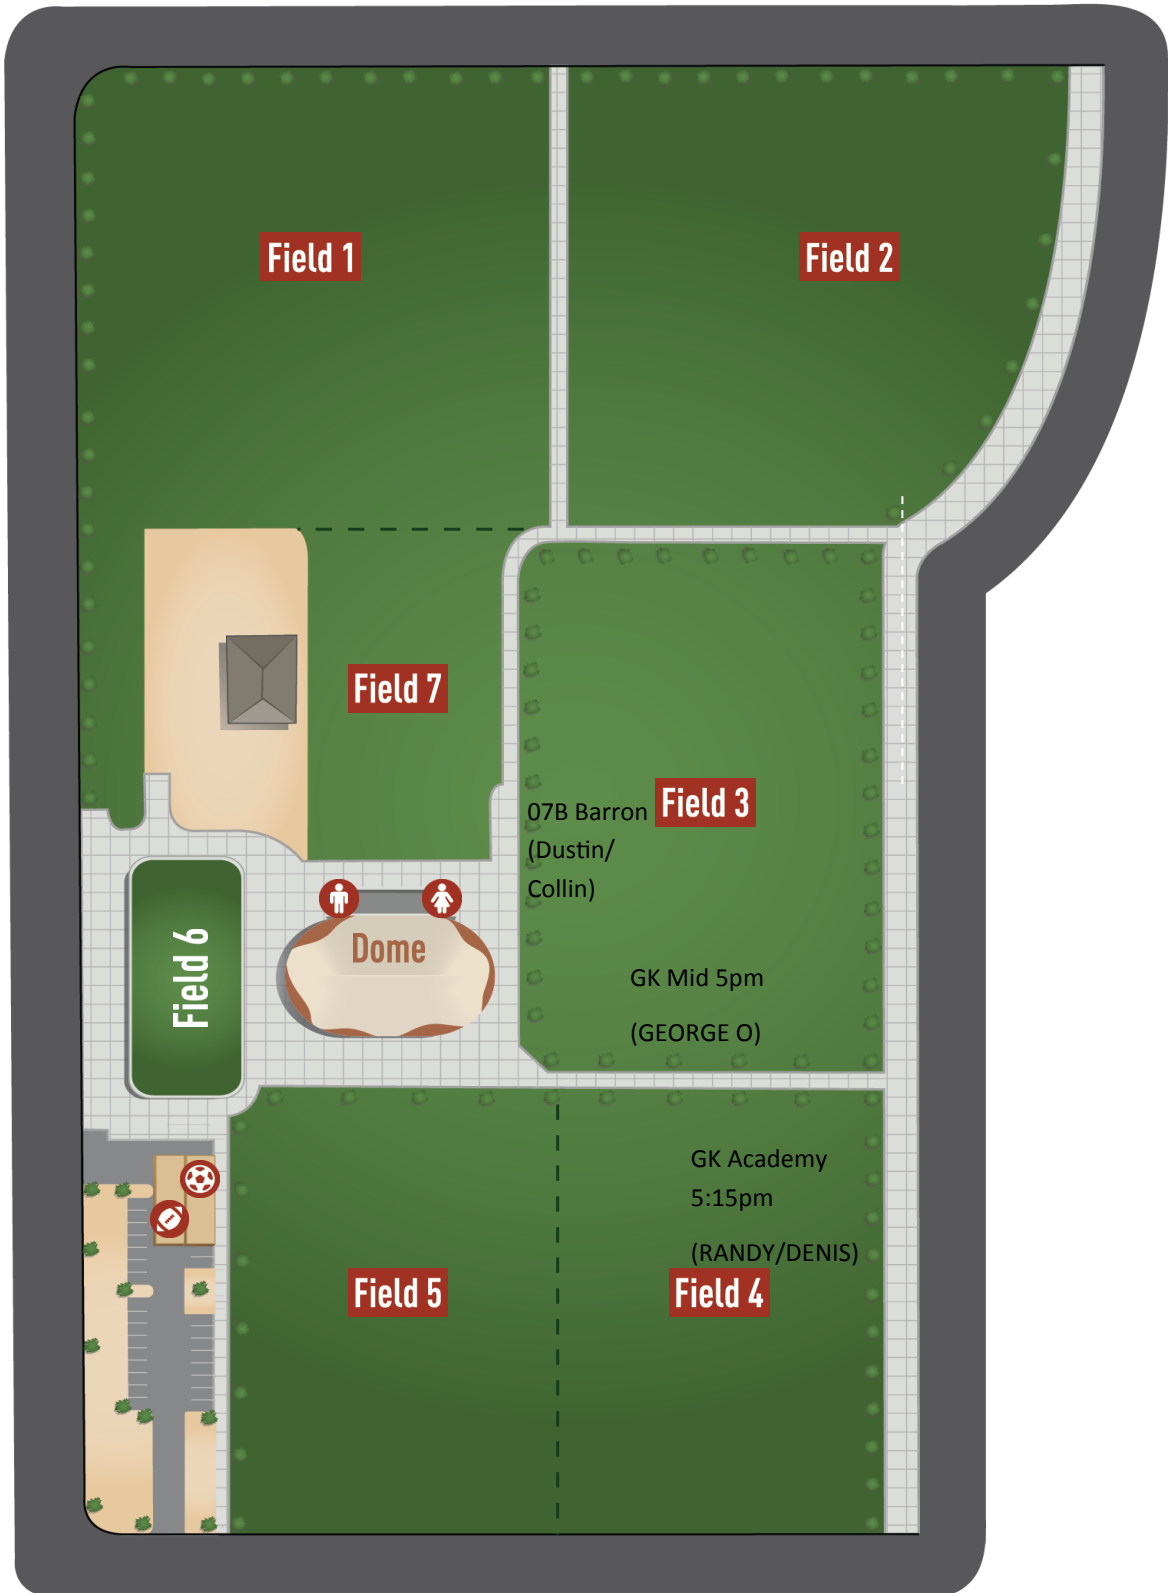 Field 1
Field 2
Field 7
Field 3
07B Barron
(Dustin/
Collin)
Field 6
Dome
GK Mid 5pm
(GEORGE O)
GK Academy
5:15pm
(RANDY/DENIS)
Field 5
Field 4